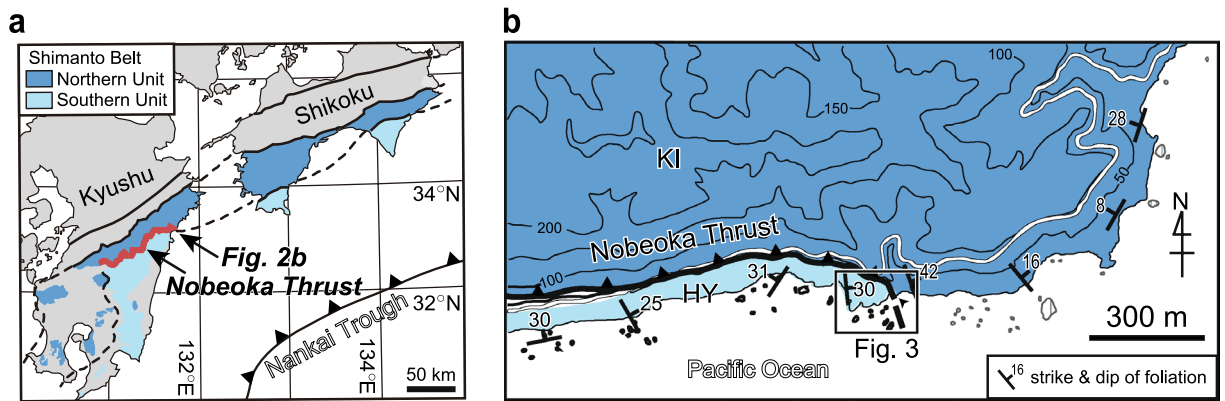 a
Shimanto Belt
Northern Unit
Southern Unit
Shikoku
Kyushu
34°N
Fig. 2b
Nobeoka Thrust
32°N
Nankai Trough
132°E
134°E
50 km
b
100
150
28
KI
50
200
8
N
Nobeoka Thrust
100
31
42
16
HY
30
25
30
300 m
Fig. 3
Pacific Ocean
16 strike & dip of foliation